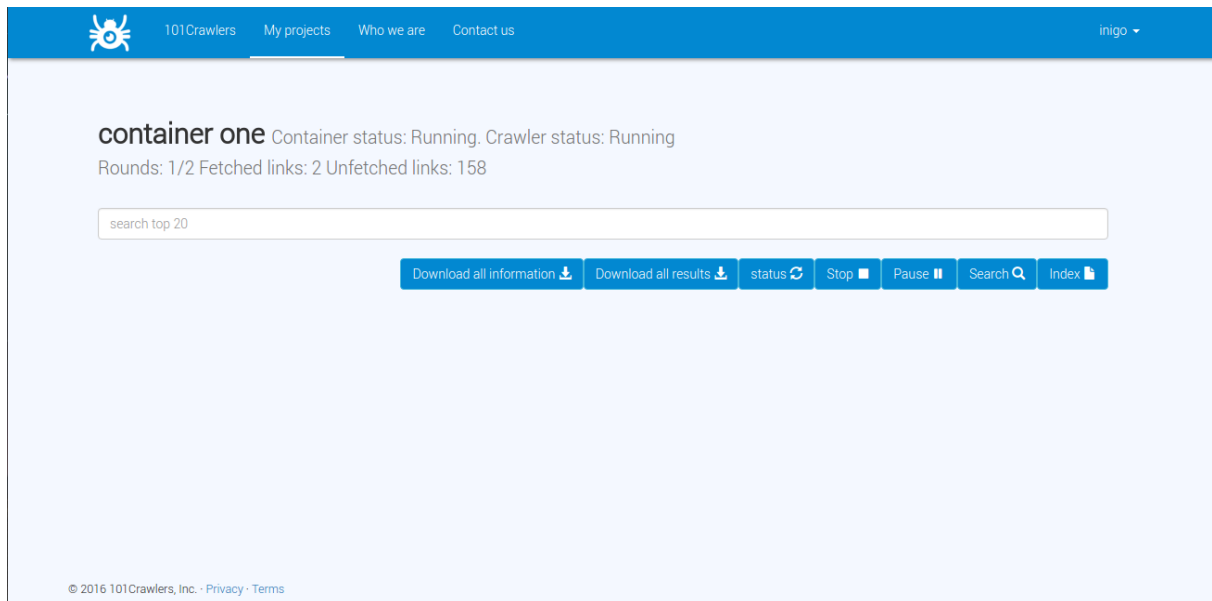 101Crawlers My projects Who we are Contact us inigo
container one Container status: Running. Crawler status: Running
Rounds: 1/2 Fetched links: 2 Unfetched links: 158
search top 20
Download all information Download all results status Stop Pause Search Index
© 2016 101Crawlers, Inc. · Privacy · Terms